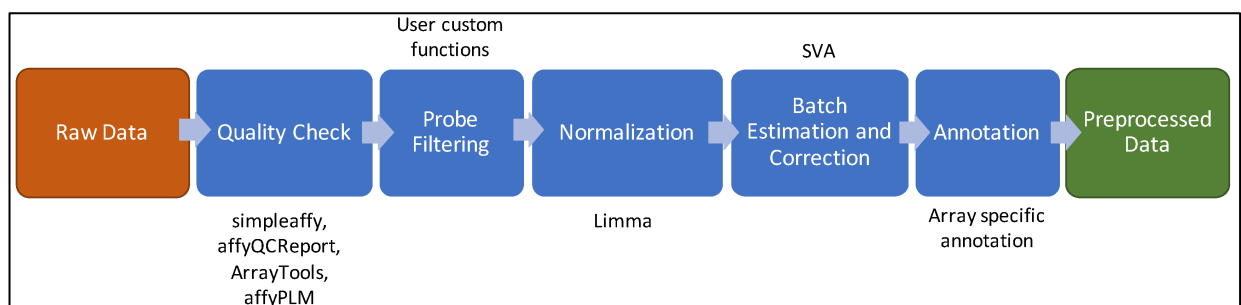 User custom
functions
SVA
Raw Data
Quality Check
Probe
Filtering
Normalization
Batch
Estimation and
Correction
Annotation
Preprocessed
Data
simpleaffy,
affyQCReport,
ArrayTools,
affyPLM
Limma
Array specific
annotation